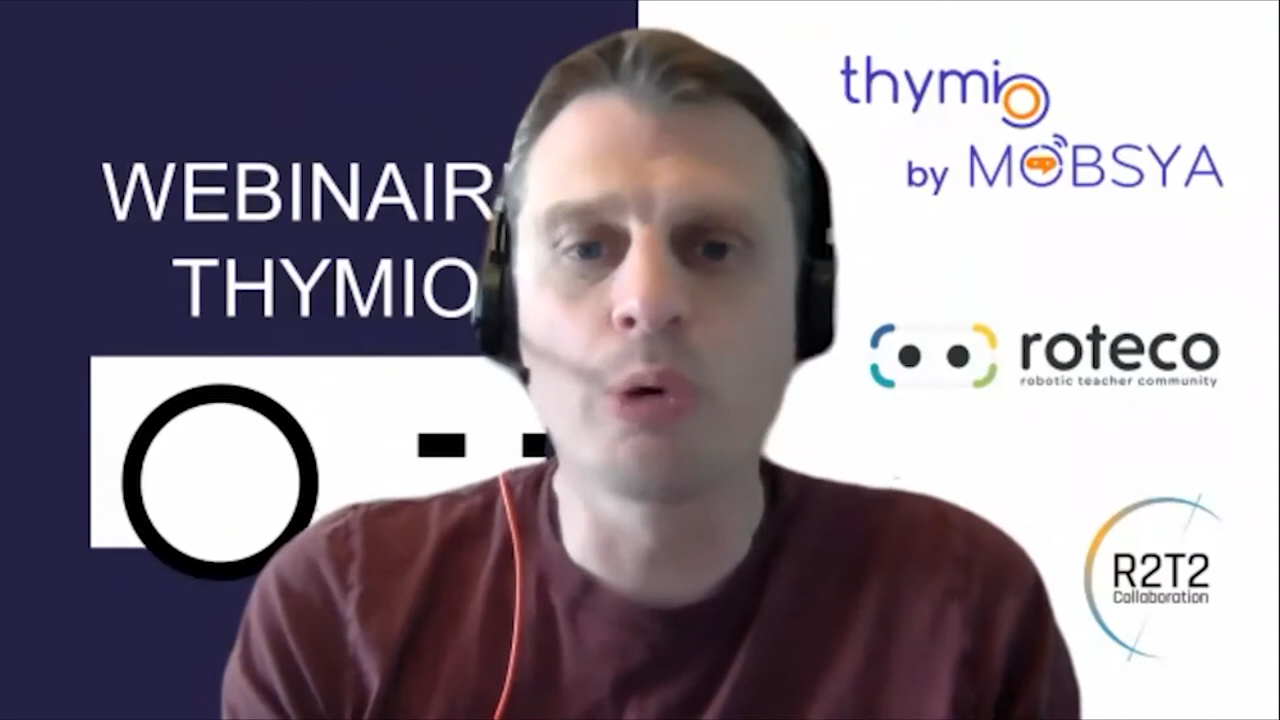 WEBINAIR
THYMIO
thymio
by MOBSYA
roteco
robotic teacher community
R2T2
Collaboration